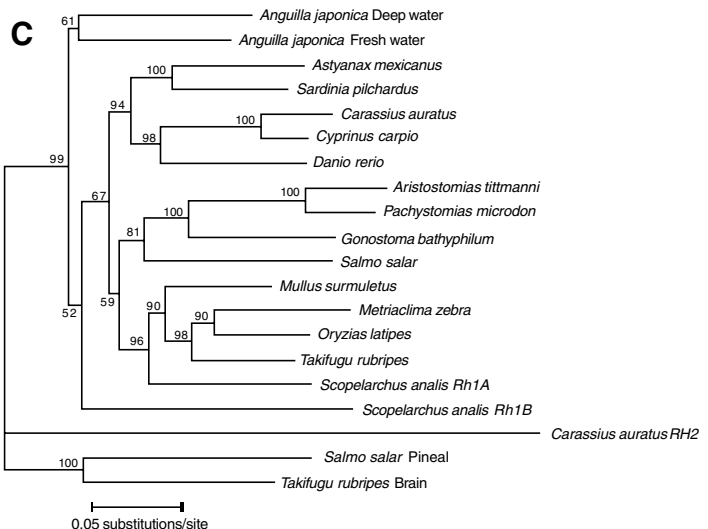 C
61
Anguilla japonica Deep water
Anguilla japonica Fresh water
100
Astyanax mexicanus
Sardinia pilchardus
94
100
Carassius auratus
98
Cyprinus carpio
Danio rerio
99
67
100
Aristostomias tittmanni
Pachystomias microdon
100
81
Gonostoma bathyphilum
Salmo salar
59
52
90
Mullus surmuletus
90
Metriaclima zebra
98
Oryzias latipes
96
Takifugu rubripes
Scopelarchus analis Rh1A
Scopelarchus analis Rh1B
Carassius auratus RH2
100
Salmo salar Pineal
Takifugu rubripes Brain
0.05 substitutions/site